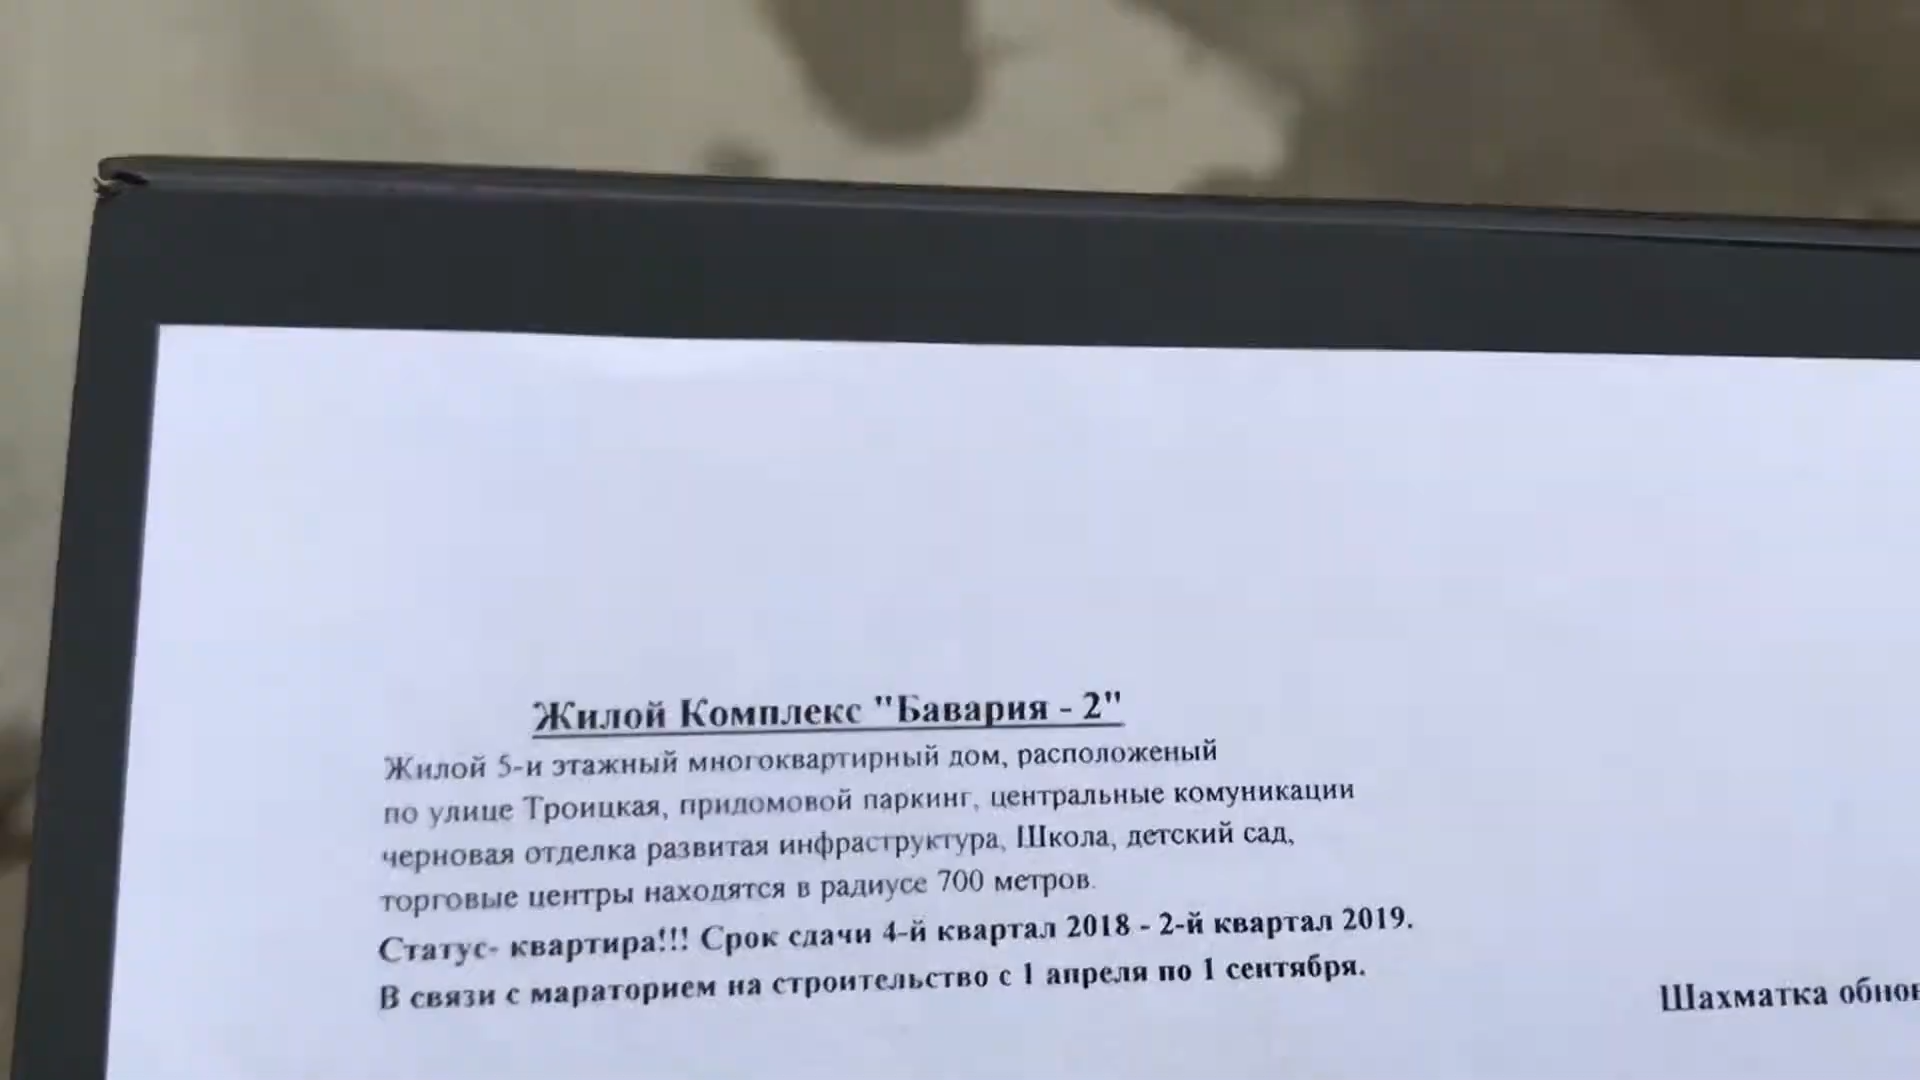 Жилой Комплекс "Бавария - 2"
Жилой 5-и этажный многоквартирный дом, расположеный
по улице Троицкая, придомовой паркинг, центральные комуникации
черновая отделка развитая инфраструктура, Школа, детский сад,
торговые центры находятся в радиусе 700 метров.
Статус- квартира!!! Срок сдачи 4-й квартал 2018 - 2-й квартал 2019.
В связи с мараторием на строительство с 1 апреля по 1 сентября.
Шахматка